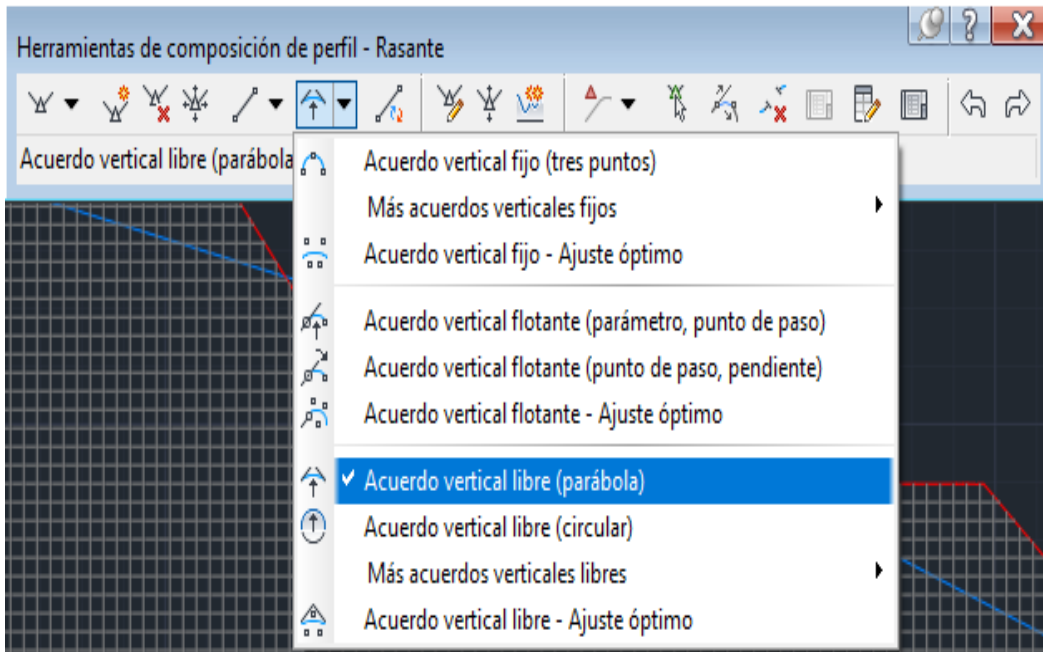 Herramientas de composición de perfil - Rasante
Acuerdo vertical libre (parábola
Acuerdo vertical fijo (tres puntos)
Más acuerdos verticales fijos
Acuerdo vertical fijo - Ajuste óptimo
Acuerdo vertical flotante (parámetro, punto de paso)
Acuerdo vertical flotante (punto de paso, pendiente)
Acuerdo vertical flotante - Ajuste óptimo
Acuerdo vertical libre (parábola)
Acuerdo vertical libre (circular)
Más acuerdos verticales libres
Acuerdo vertical libre - Ajuste óptimo